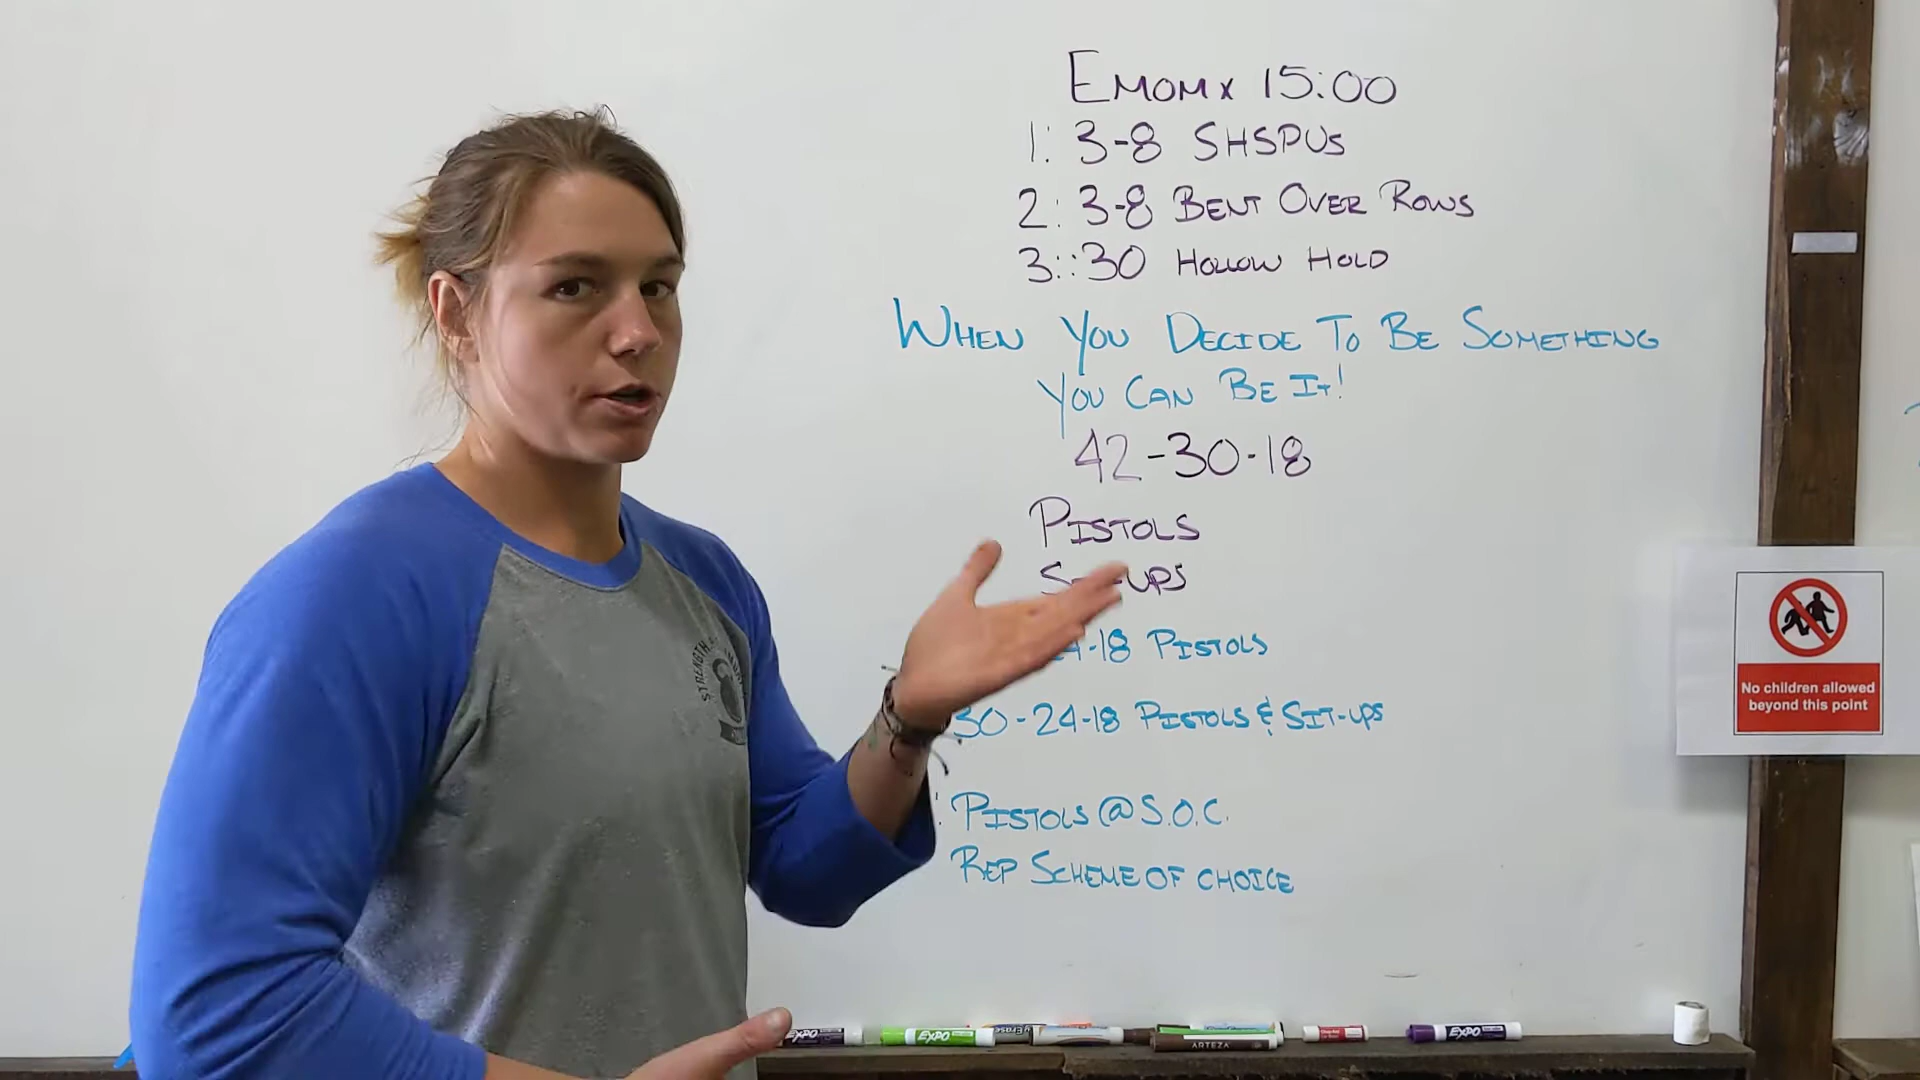 EMOM x 15:00
1: 3-8 SHSPUs
2: 3-8 BENT OVER ROWS
3: :30 HOLLOW HOLD
WHEN YOU DECIDE TO BE SOMETHING
YOU CAN BE IT!
42-30-18
PISTOLS
-18 PISTOLS
30-24-18 PISTOLS & SIT-UPS
: PISTOLS @ S.O.C.
REP SCHEME OF CHOICE
No children allowed
beyond this point
STRENGTH
EXPO
EXPO
ARTEZA
EXPO